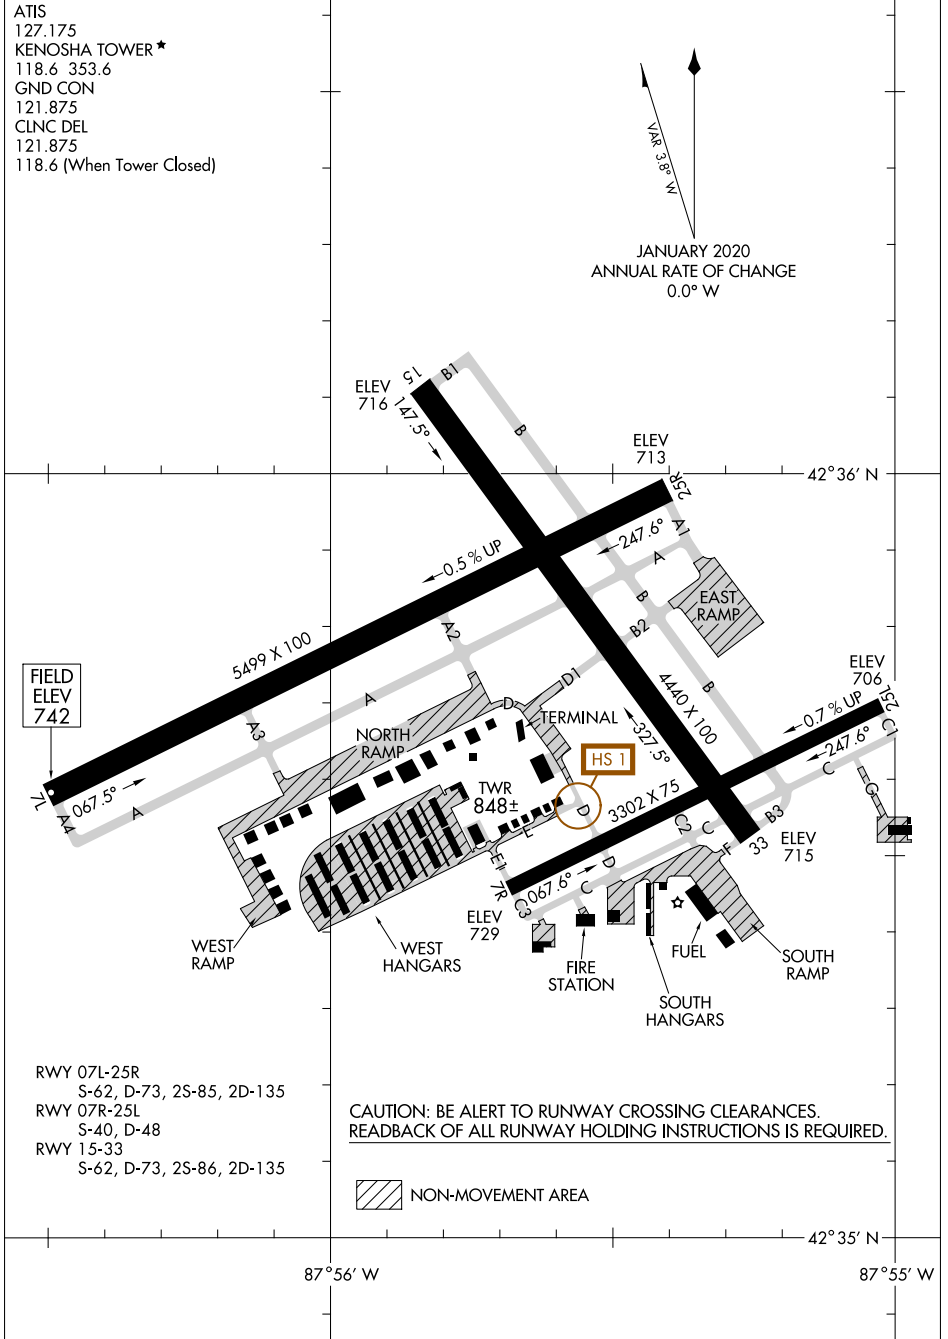 ATIS
127.175
KENOSHA TOWER★
118.6 353.6
GND CON
121.875
CLNC DEL
121.875
118.6 (When Tower Closed)
VAR 3.8° W
JANUARY 2020
ANNUAL RATE OF CHANGE
0.0° W
ELEV
716
15
B1
147.5°
B
ELEV
713
42°36' N
25R
A1
247.6°
A
0.5% UP
B
EAST
RAMP
A2
B2
5499 X 100
FIELD
ELEV
742
ELEV
706
D1
4440 X 100
B
25L
0.7% UP
A
D
TERMINAL
A3
NORTH
RAMP
327.5°
247.6°
C1
HS 1
C
7L
067.5°
A
A4
TWR
848±
3302 X 75
G
D
E
C2
C
B3
F
33
ELEV
715
E1
7R
067.6°
D
C
C3
ELEV
729
WEST
RAMP
WEST
HANGARS
FIRE
STATION
FUEL
SOUTH
RAMP
SOUTH
HANGARS
RWY 07L-25R
S-62, D-73, 2S-85, 2D-135
RWY 07R-25L
S-40, D-48
RWY 15-33
S-62, D-73, 2S-86, 2D-135
CAUTION: BE ALERT TO RUNWAY CROSSING CLEARANCES.
READBACK OF ALL RUNWAY HOLDING INSTRUCTIONS IS REQUIRED.
NON-MOVEMENT AREA
42°35' N
87°56' W
87°55' W